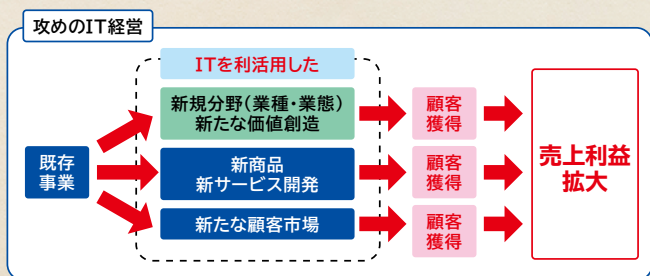 攻めのIT経営
ITを利活用した
既存
事業
新規分野(業種・業態)
新たな価値創造
顧客
獲得
新商品
新サービス開発
顧客
獲得
新たな顧客市場
顧客
獲得
売上利益
拡大